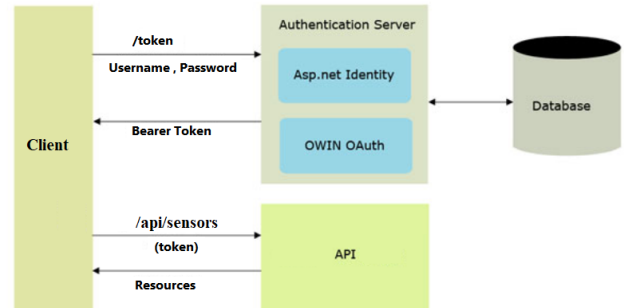 Authentication Server
/token
Username , Password
Asp.net Identity
Database
Bearer Token
Client
OWIN OAuth
/api/sensors
(token)
API
Resources